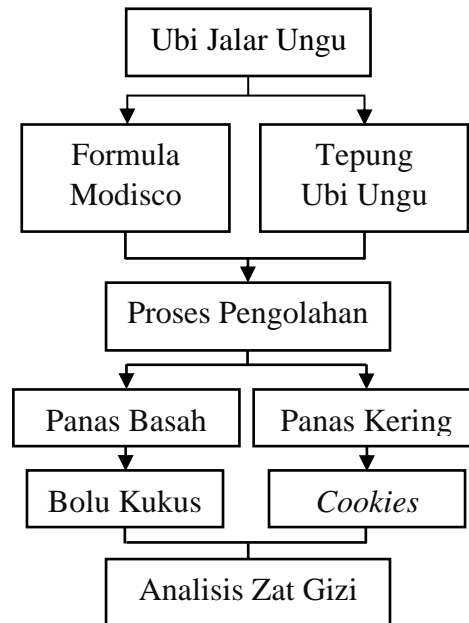 Ubi Jalar Ungu
Formula
Modisco
Tepung
Ubi Ungu
Proses Pengolahan
Panas Basah
Panas Kering
Bolu Kukus
Cookies
Analisis Zat Gizi